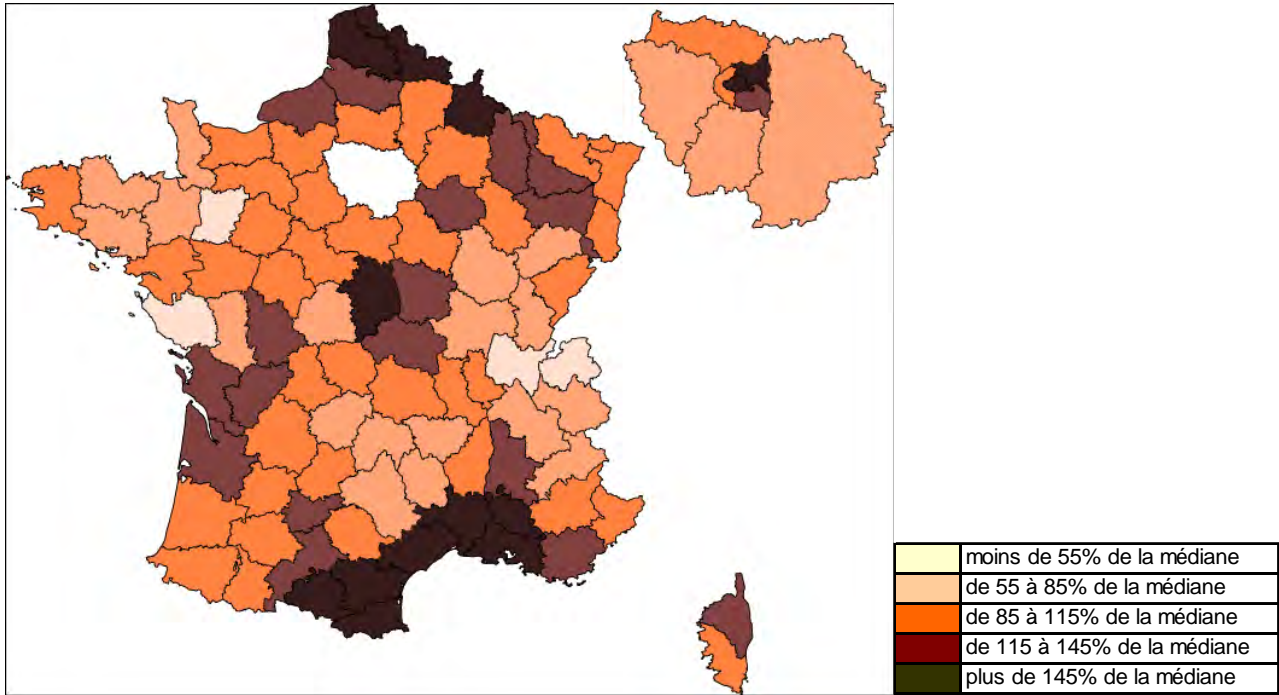 moins de 55% de la médiane
de 55 à 85% de la médiane
de 85 à 115% de la médiane
de 115 à 145% de la médiane
plus de 145% de la médiane